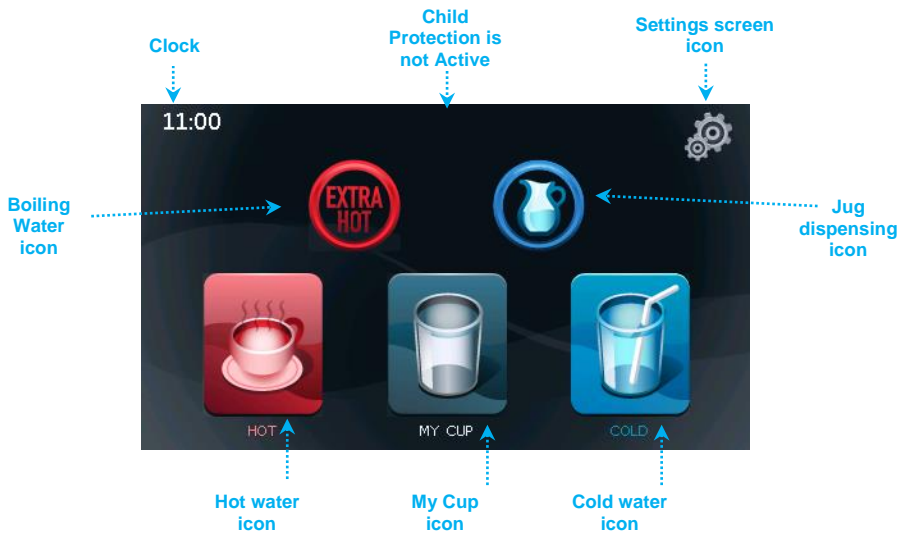 Child
Protection is
not Active
Settings screen
icon
Clock
11:00
Boiling
Water
icon
EXTRA
HOT
Jug
dispensing
icon
HOT
MY CUP
COLD
Hot water
icon
My Cup
icon
Cold water
icon